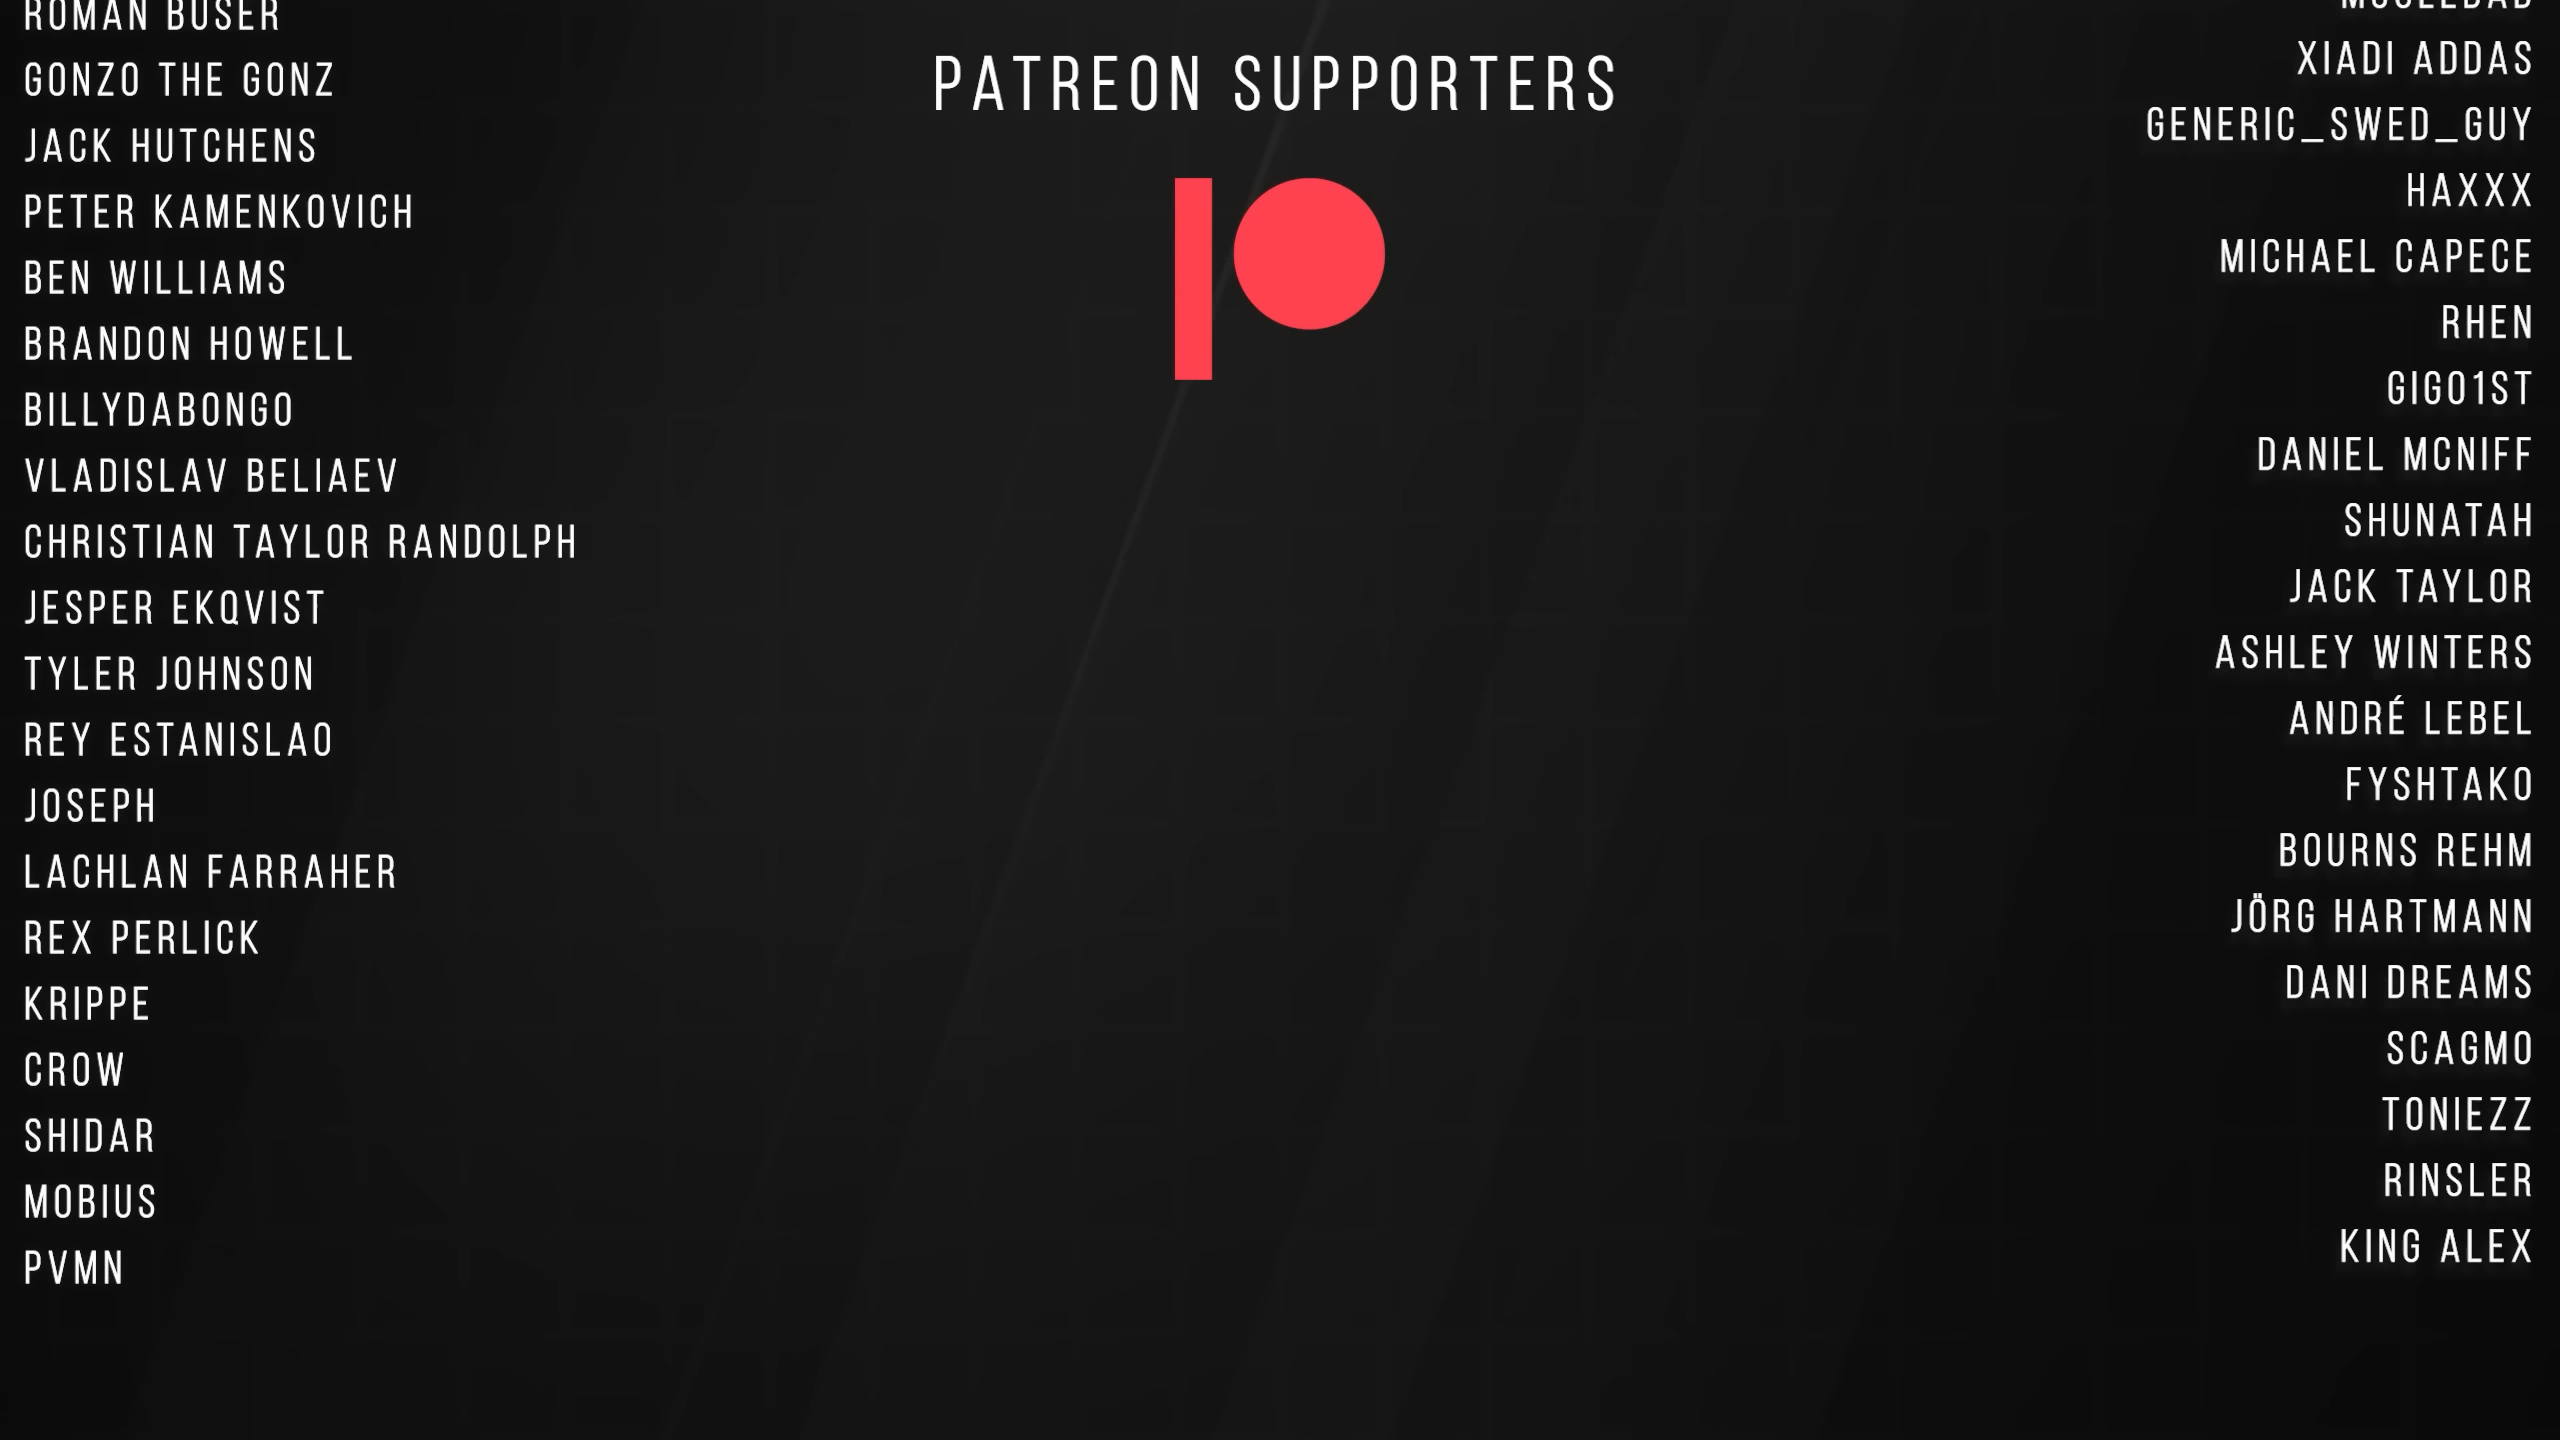 ROMAN BUSER
GONZO THE GONZ
JACK HUTCHENS
PETER KAMENKOVICH
BEN WILLIAMS
BRANDON HOWELL
BILLYDABONGO
VLADISLAV BELIAEV
CHRISTIAN TAYLOR RANDOLPH
JESPER EKQVIST
TYLER JOHNSON
REY ESTANISLAO
JOSEPH
LACHLAN FARRAHER
REX PERLICK
KRIPPE
CROW
SHIDAR
MOBIUS
PVMN
PATREON SUPPORTERS
XIADI ADDAS
GENERIC_SWED_GUY
HAXXX
MICHAEL CAPECE
RHEN
GIGO1ST
DANIEL MCNIFF
SHUNATAH
JACK TAYLOR
ASHLEY WINTERS
ANDRÉ LEBEL
FYSHTAKO
BOURNS REHM
JÖRG HARTMANN
DANI DREAMS
SCAGMO
TONIEZZ
RINSLER
KING ALEX